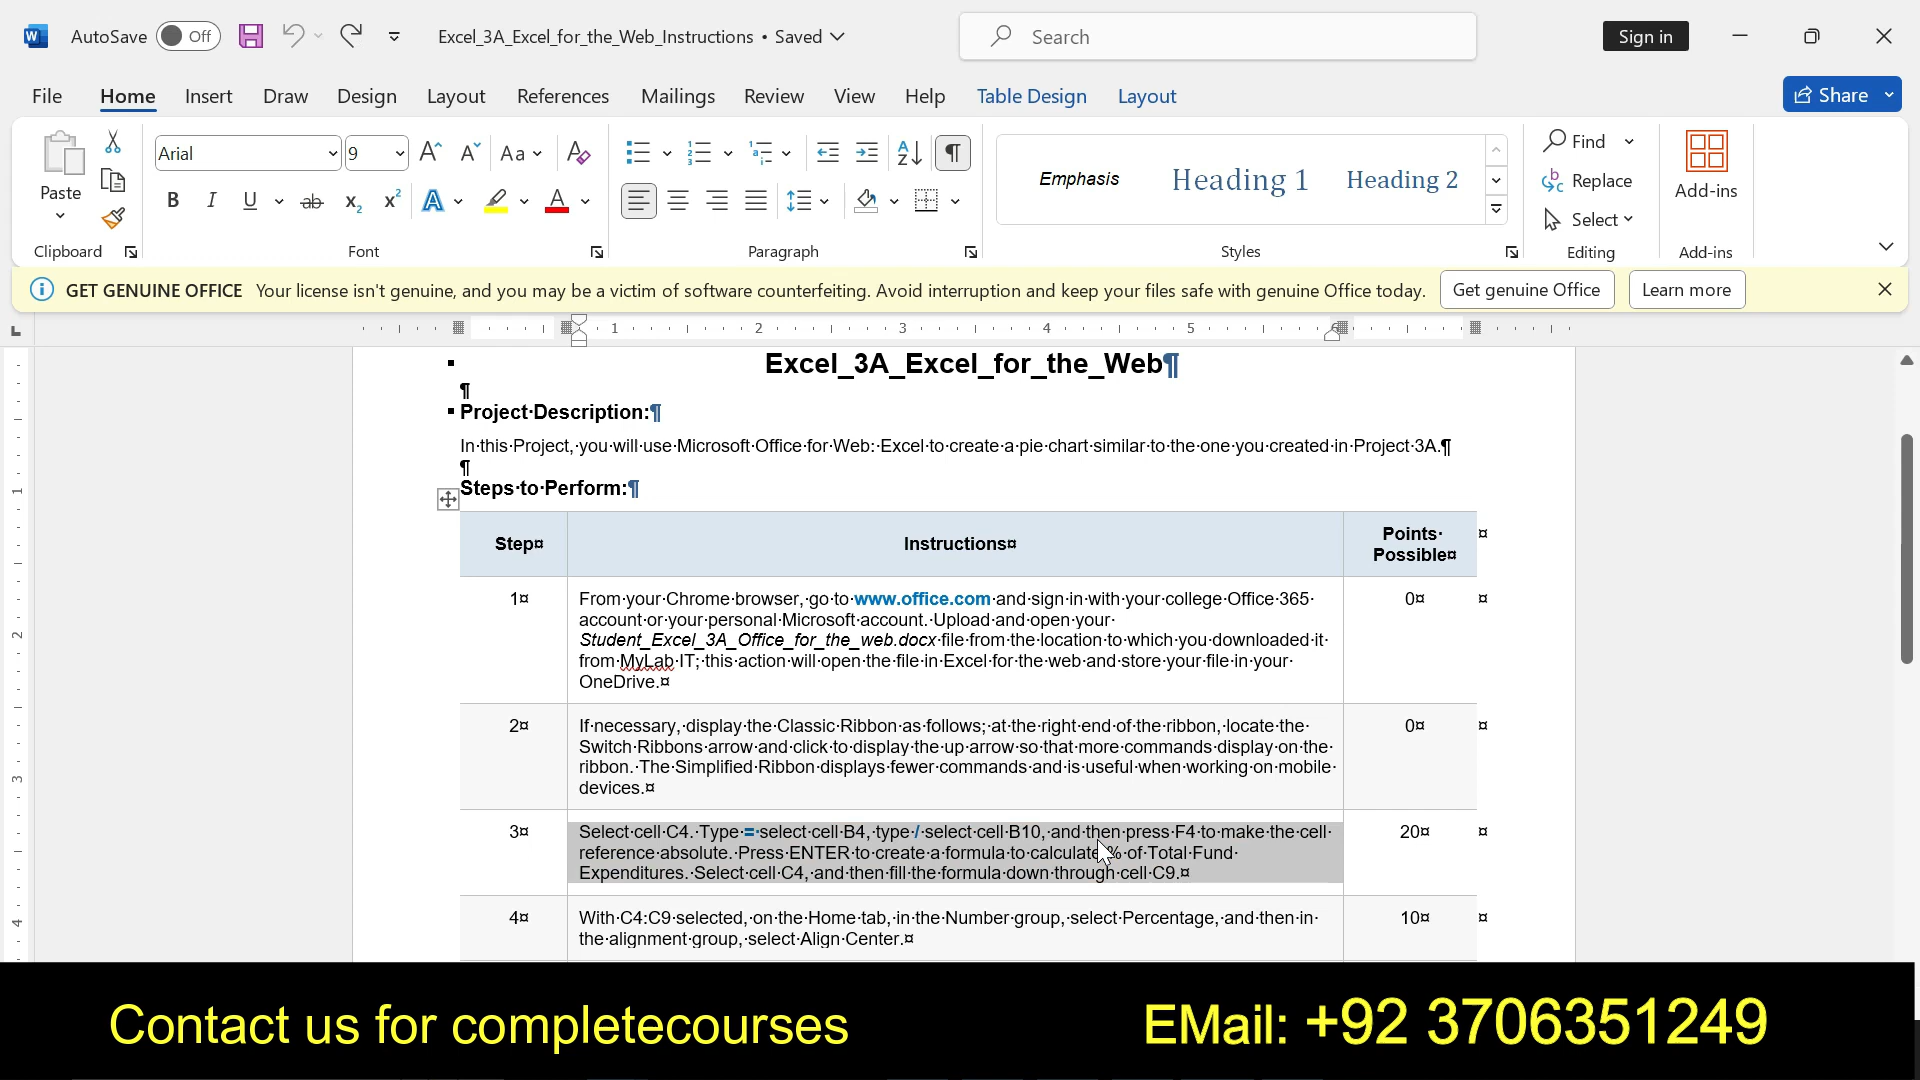 AutoSave Off Excel_3A_Excel_for_the_Web_Instructions • Saved Search Sign in
File Home Insert Draw Design Layout References Mailings Review View Help Table Design Layout Share
Paste Arial 9 Aa Emphasis Heading 1 Heading 2 Find Replace Select Add-ins
Clipboard Font Paragraph Styles Editing Add-ins
GET GENUINE OFFICE Your license isn't genuine, and you may be a victim of software counterfeiting. Avoid interruption and keep your files safe with genuine Office today. Get genuine Office Learn more
1 2 3 4 5 6
Excel_3A_Excel_for_the_Web¶
¶
Project·Description:¶
In·this·Project,·you·will·use·Microsoft·Office·for·Web:·Excel·to·create·a·pie·chart·similar·to·the·one·you·created·in·Project·3A.¶
¶
Steps·to·Perform:¶
Step¤ Instructions¤ Points· ¤
Possible¤
1¤ From·your·Chrome·browser,·go·to·www.office.com·and·sign·in·with·your·college·Office·365· 0¤ ¤
account·or·your·personal·Microsoft·account.·Upload·and·open·your·
Student_Excel_3A_Office_for_the_web.docx·file·from·the·location·to·which·you·downloaded·it·
from·MyLab·IT;·this·action·will·open·the·file·in·Excel·for·the·web·and·store·your·file·in·your·
OneDrive.¤
2¤ If·necessary,·display·the·Classic·Ribbon·as·follows;·at·the·right·end·of·the·ribbon,·locate·the· 0¤ ¤
Switch·Ribbons·arrow·and·click·to·display·the·up·arrow·so·that·more·commands·display·on·the·
ribbon.·The·Simplified·Ribbon·displays·fewer·commands·and·is·useful·when·working·on·mobile·
devices.¤
3¤ Select·cell·C4.·Type·=·select·cell·B4,·type·/·select·cell·B10,·and·then·press·F4·to·make·the·cell· 20¤ ¤
reference·absolute.·Press·ENTER·to·create·a·formula·to·calculate·%·of·Total·Fund·
Expenditures.·Select·cell·C4,·and·then·fill·the·formula·down·through·cell·C9.¤
4¤ With·C4:C9·selected,·on·the·Home·tab,·in·the·Number·group,·select·Percentage,·and·then·in· 10¤ ¤
the·alignment·group,·select·Align·Center.¤
Contact us for completecourses EMail: +92 3706351249